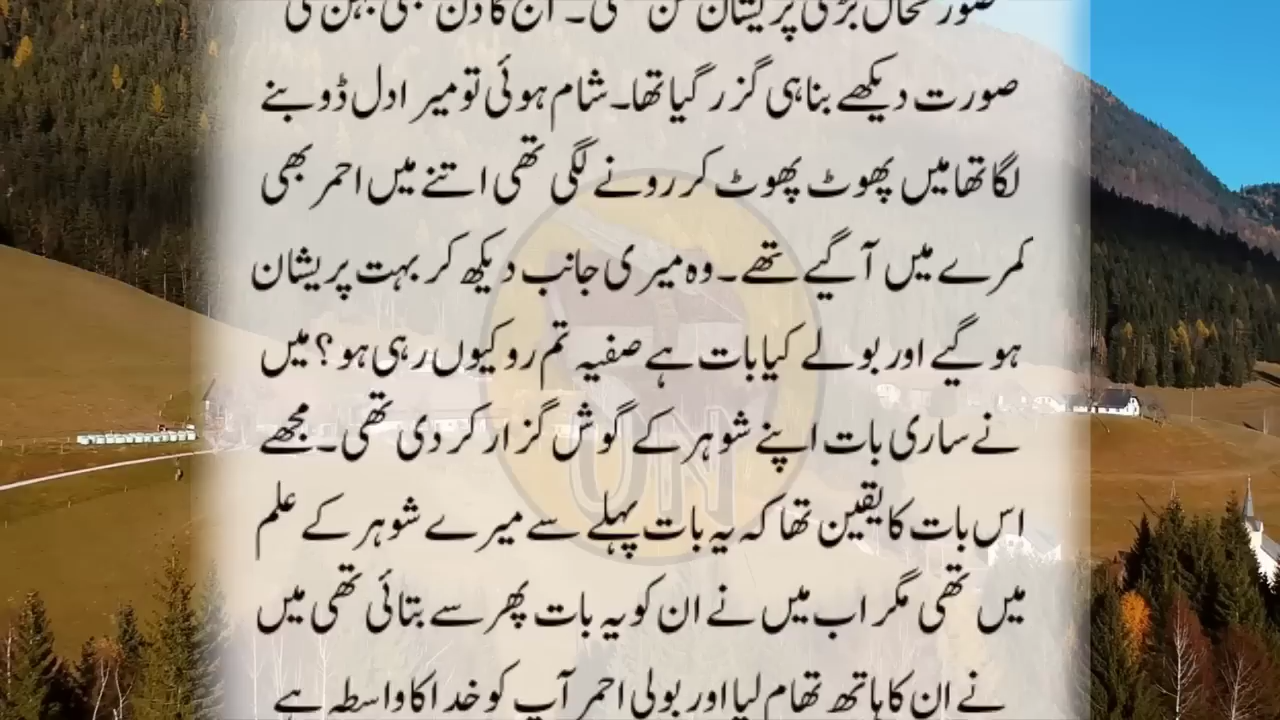 صورتحال بڑی پریشان کن تھی۔ آج کا دن بھی بہن کی
صورت دیکھے بنا ہی گزر گیا تھا۔ شام ہوئی تو میرا دل ڈوبنے
لگا تھا میں پھوٹ پھوٹ کر رونے لگی تھی اتنے میں احمر بھی
کمرے میں آگیے تھے۔ وہ میری جانب دیکھ کر بہت پریشان
ہو گیے اور بولے کیا بات ہے صفیہ تم رو کیوں رہی ہو؟ میں
نے ساری بات اپنے شوہر کے گوش گزار کر دی تھی۔ مجھے
اس بات کا یقین تھا کہ یہ بات پہلے سے میرے شوہر کے علم
میں تھی مگر اب میں نے ان کو یہ بات پھر سے بتائی تھی میں
نے ان کا ہاتھ تھام لیا اور بولی احمر آپ کو خدا کا واسطہ ہے
UN